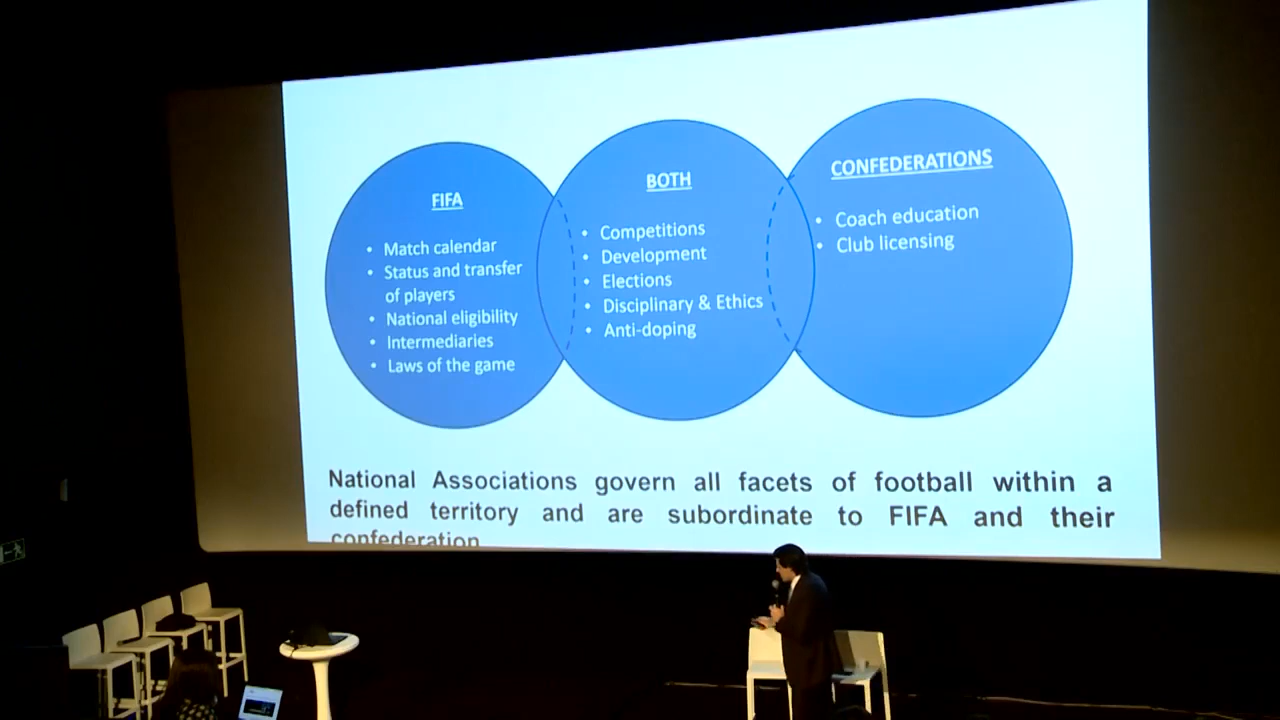 FIFA
• Match calendar
• Status and transfer
of players
• National eligibility
• Intermediaries
• Laws of the game
BOTH
• Competitions
• Development
• Elections
• Disciplinary & Ethics
• Anti-doping
CONFEDERATIONS
• Coach education
• Club licensing
National Associations govern all facets of football within a
defined territory and are subordinate to FIFA and their
confederation